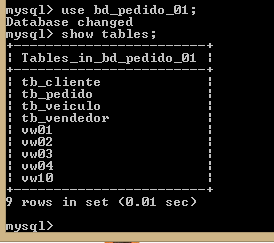 mysql> use bd_pedido_01;
Database changed
mysql> show tables;
+------------------------+
| Tables_in_bd_pedido_01 |
+------------------------+
| tb_cliente             |
| tb_pedido              |
| tb_veiculo             |
| tb_vendedor            |
| vw01                   |
| vw02                   |
| vw03                   |
| vw04                   |
| vw10                   |
+------------------------+
9 rows in set (0.01 sec)
mysql>